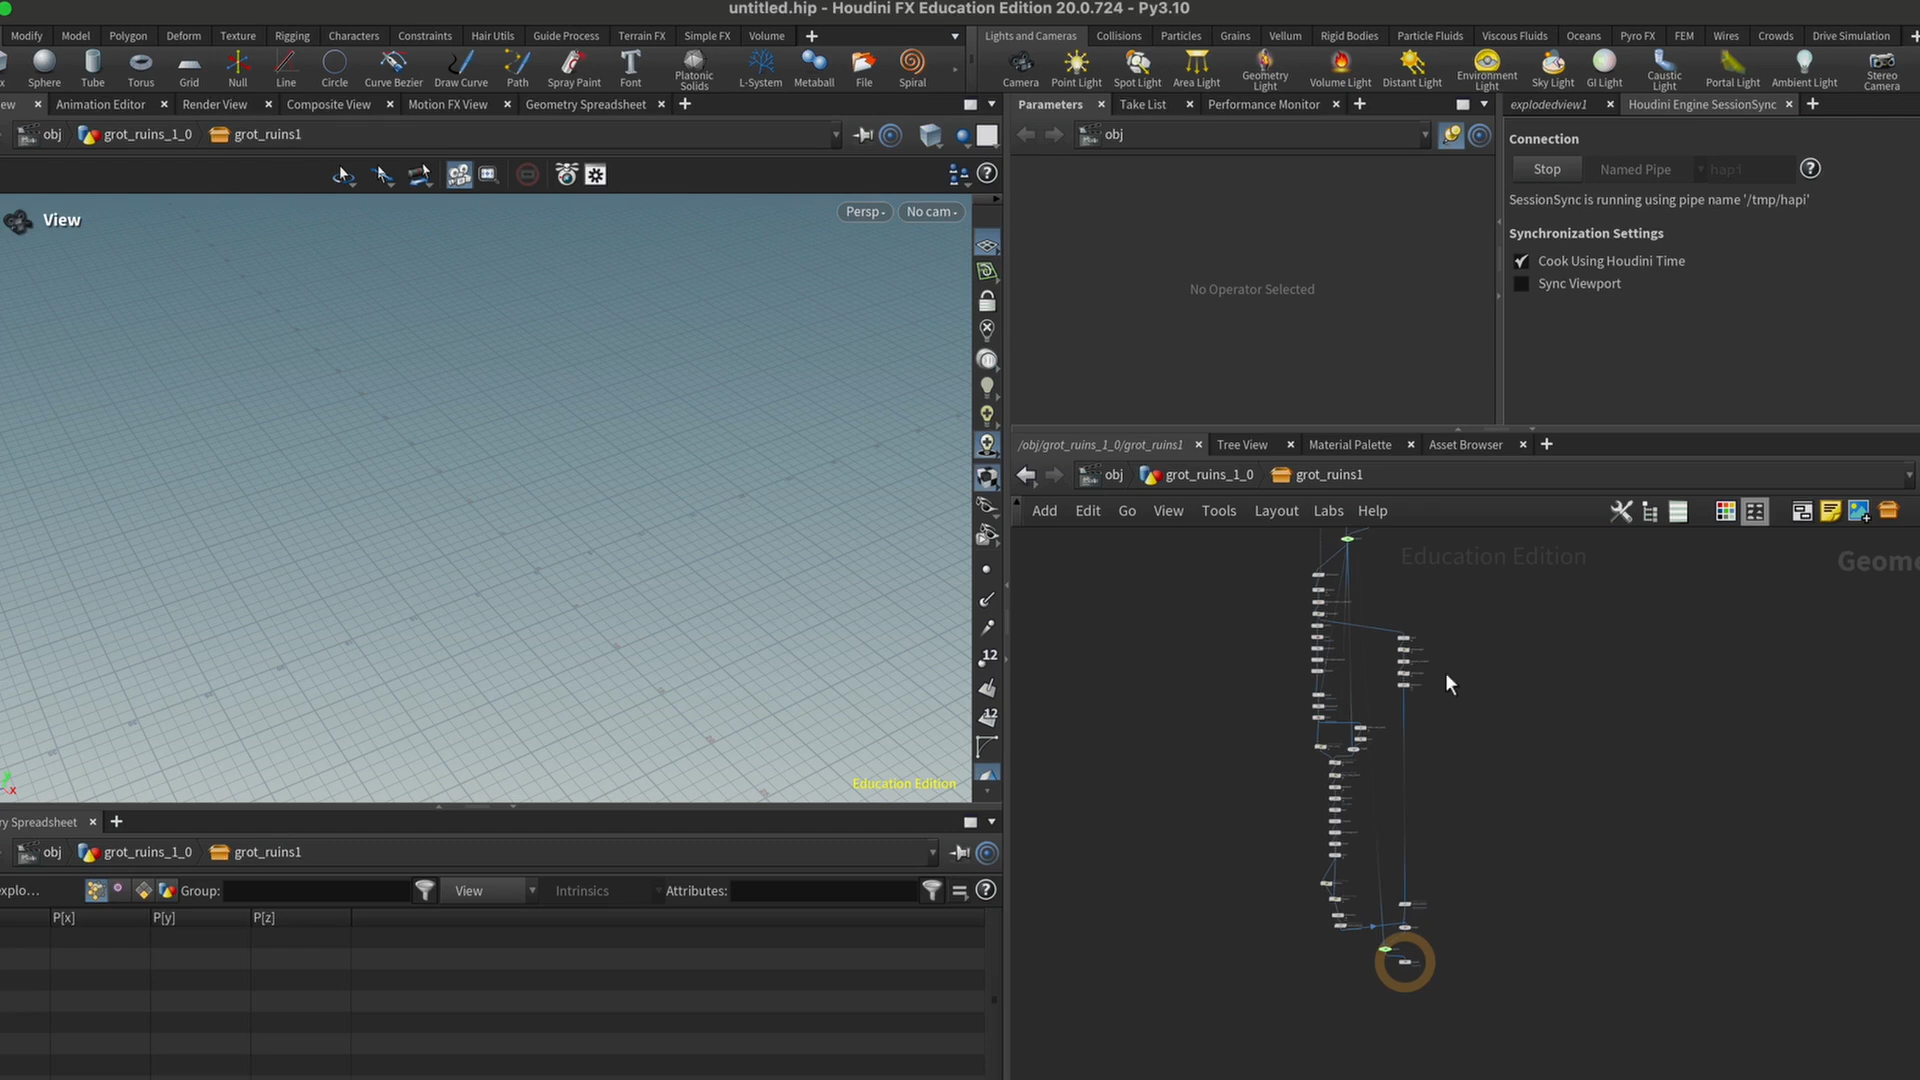 untitled.hip - Houdini FX Education Edition 20.0.724 - Py3.10
Modify Model Polygon Deform Texture Rigging Characters Constraints Hair Utils Guide Process Terrain FX Simple FX Volume
Lights and Cameras Collisions Particles Grains Vellum Rigid Bodies Particle Fluids Viscous Fluids Oceans Pyro FX FEM Wires Crowds Drive Simulation
Sphere Tube Torus Grid Null Line Circle Curve Bezier Draw Curve Path Spray Paint Font Platonic Solids L-System Metaball File Spiral
Camera Point Light Spot Light Area Light Geometry Light Volume Light Distant Light Environment Light Sky Light GI Light Caustic Light Portal Light Ambient Light Stereo Camera
ew Animation Editor Render View Composite View Motion FX View Geometry Spreadsheet
Parameters Take List Performance Monitor
explodedview1 Houdini Engine SessionSync
obj grot_ruins_1_0 grot_ruins1
obj
Connection
Stop Named Pipe hapi
SessionSync is running using pipe name '/tmp/hapi'
Synchronization Settings
Cook Using Houdini Time
Sync Viewport
View
Persp No cam
No Operator Selected
12
12
Education Edition
/obj/grot_ruins_1_0/grot_ruins1 Tree View Material Palette Asset Browser
obj grot_ruins_1_0 grot_ruins1
Add Edit Go View Tools Layout Labs Help
Education Edition
Geome
ry Spreadsheet
obj grot_ruins_1_0 grot_ruins1
explo... Group: View Intrinsics Attributes:
P[x] P[y] P[z]